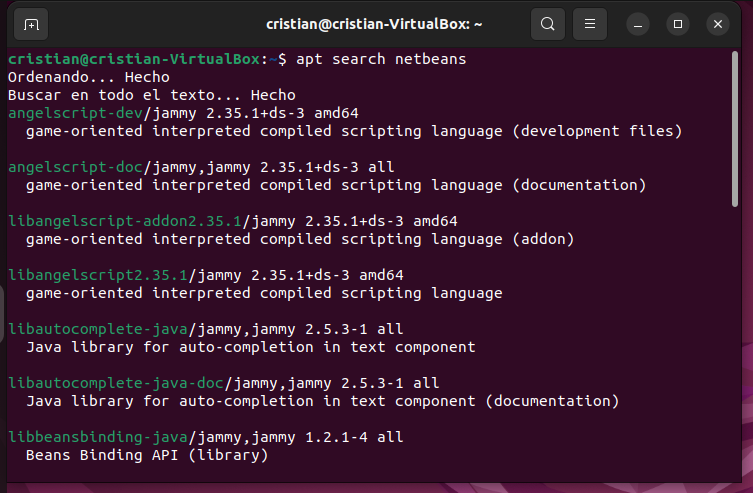 cristian@cristian-VirtualBox: ~
cristian@cristian-VirtualBox:~$ apt search netbeans
Ordenando... Hecho
Buscar en todo el texto... Hecho
angelscript-dev/jammy 2.35.1+ds-3 amd64
  game-oriented interpreted compiled scripting language (development files)

angelscript-doc/jammy,jammy 2.35.1+ds-3 all
  game-oriented interpreted compiled scripting language (documentation)

libangelscript-addon2.35.1/jammy 2.35.1+ds-3 amd64
  game-oriented interpreted compiled scripting language (addon)

libangelscript2.35.1/jammy 2.35.1+ds-3 amd64
  game-oriented interpreted compiled scripting language

libautocomplete-java/jammy,jammy 2.5.3-1 all
  Java library for auto-completion in text component

libautocomplete-java-doc/jammy,jammy 2.5.3-1 all
  Java library for auto-completion in text component (documentation)

libbeansbinding-java/jammy,jammy 1.2.1-4 all
  Beans Binding API (library)